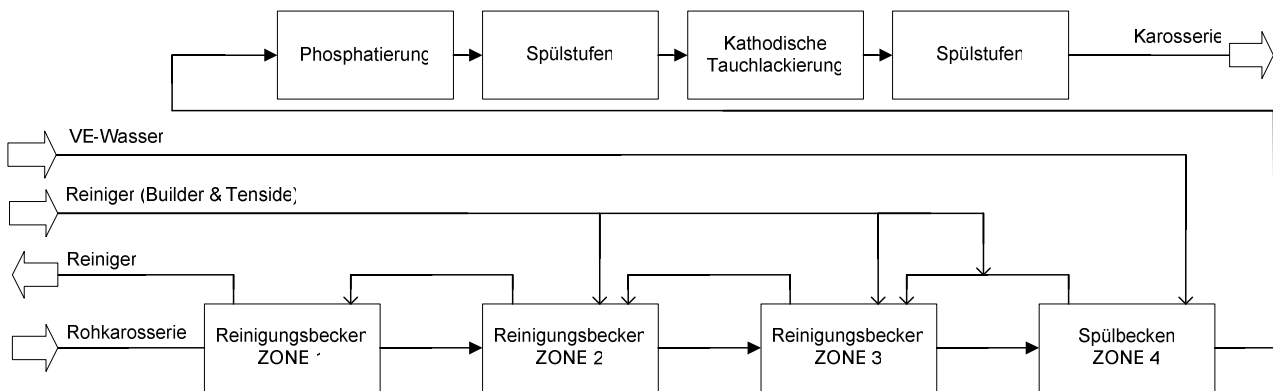 Phosphatierung
Spülstufen
Kathodische
Tauchlackierung
Spülstufen
Karosserie
VE-Wasser
Reiniger (Builder & Tenside)
Reiniger
Rohkarosserie
Reinigungsbecken
ZONE 1
Reinigungsbecken
ZONE 2
Reinigungsbecken
ZONE 3
Spülbecken
ZONE 4